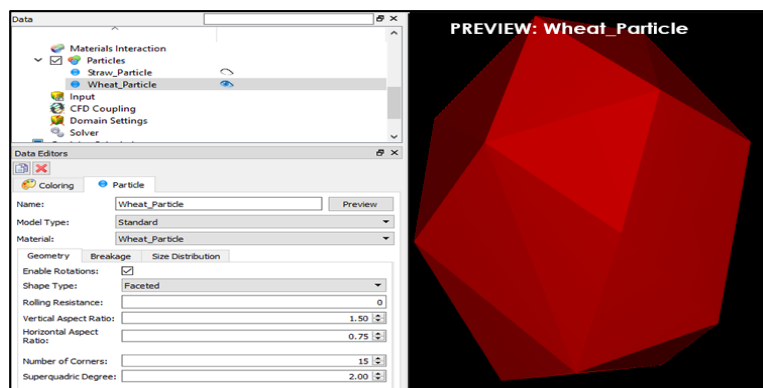 Data
Materials Interaction
Particles
Straw_Particle
Wheat_Particle
Input
CFD Coupling
Domain Settings
Solver
Data Editors
Coloring
Particle
Name: Wheat_Particle Preview
Model Type: Standard
Material: Wheat_Particle
Geometry Breakage Size Distribution
Enable Rotations:
Shape Type: Faceted
Rolling Resistance: 0
Vertical Aspect Ratio: 1.50
Horizontal Aspect
Ratio: 0.75
Number of Corners: 15
Superquadric Degree: 2.00
PREVIEW: Wheat_Particle